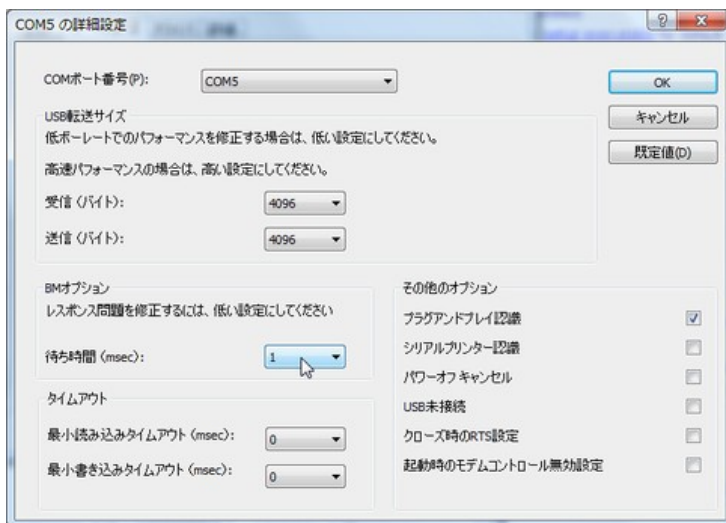 COM5 の詳細設定
COMポート番号(P):
COM5
OK
キャンセル
既定値(D)
USB転送サイズ
低ボーレートでのパフォーマンスを修正する場合は、低い設定にしてください。
高速パフォーマンスの場合は、高い設定にしてください。
受信 (バイト):
4096
送信 (バイト):
4096
BMオプション
レスポンス問題を修正するには、低い設定にしてください
待ち時間 (msec):
1
タイムアウト
最小読み込みタイムアウト (msec):
0
最小書き込みタイムアウト (msec):
0
その他のオプション
プラグアンドプレイ認識
シリアルプリンター認識
パワーオフ キャンセル
USB未接続
クローズ時のRTS設定
起動時のモデムコントロール無効設定